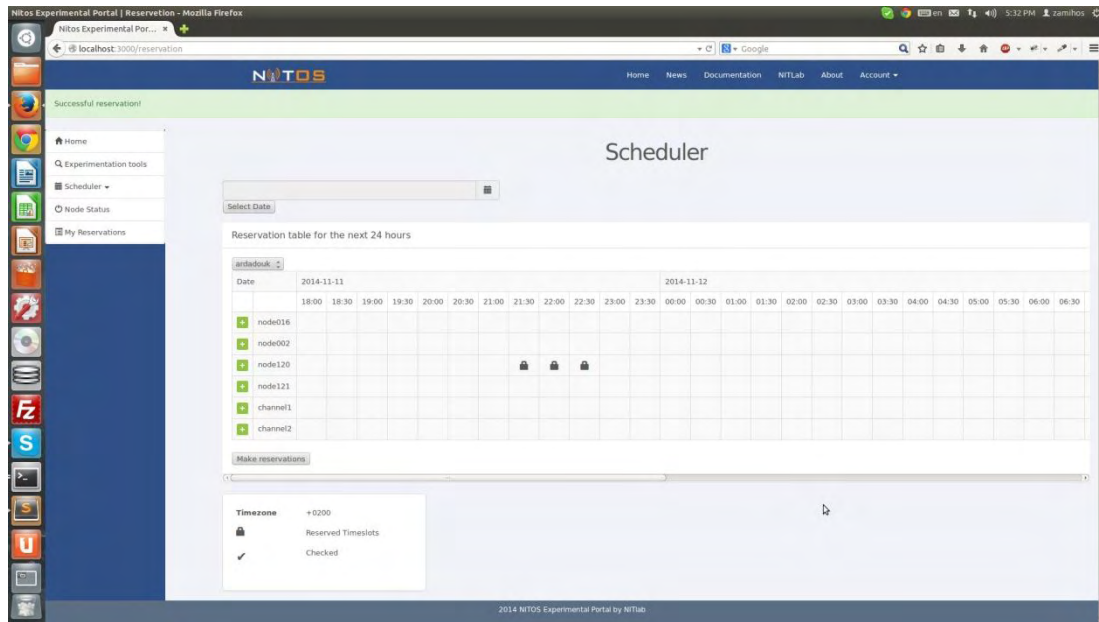 Nitos Experimental Portal | Reservetion - Mozilla Firefox
en 5:32 PM zamihos
Nitos Experimental Por... ×
localhost:3000/reservation
Google
NITOS
Home News Documentation NITLab About Account
Successful reservation!
Home
Experimentation tools
Scheduler
Node Status
My Reservations
Scheduler
Select Date
Reservation table for the next 24 hours
ardadouk
Date 2014-11-11 2014-11-12
18:00 18:30 19:00 19:30 20:00 20:30 21:00 21:30 22:00 22:30 23:00 23:30 00:00 00:30 01:00 01:30 02:00 02:30 03:00 03:30 04:00 04:30 05:00 05:30 06:00 06:30
node016
node002
node120
node121
channel1
channel2
Make reservations
Timezone +0200
Reserved Timeslots
Checked
2014 NITOS Experimental Portal by NITlab